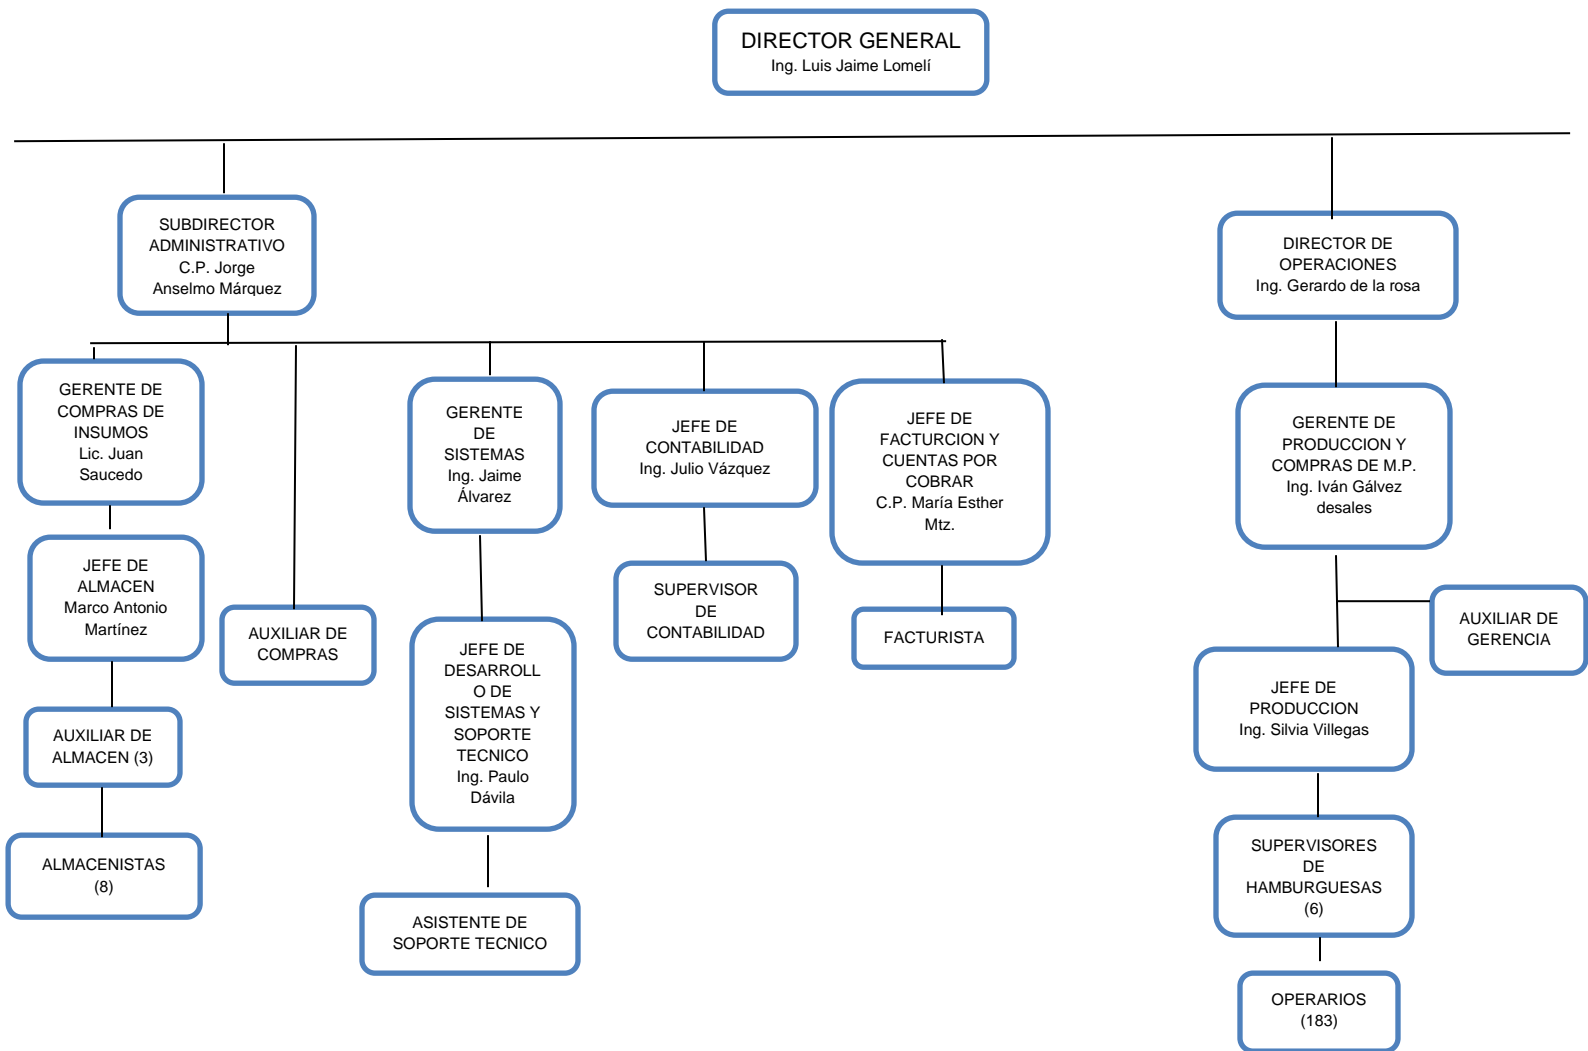 DIRECTOR GENERAL
Ing. Luis Jaime Lomelí
SUBDIRECTOR
ADMINISTRATIVO
C.P. Jorge
Anselmo Márquez
DIRECTOR DE
OPERACIONES
Ing. Gerardo de la rosa
GERENTE DE
COMPRAS DE
INSUMOS
Lic. Juan
Saucedo
GERENTE
DE
SISTEMAS
Ing. Jaime
Álvarez
JEFE DE
CONTABILIDAD
Ing. Julio Vázquez
JEFE DE
FACTURCION Y
CUENTAS POR
COBRAR
C.P. María Esther
Mtz.
GERENTE DE
PRODUCCION Y
COMPRAS DE M.P.
Ing. Iván Gálvez
desales
JEFE DE
ALMACEN
Marco Antonio
Martínez
AUXILIAR DE
COMPRAS
JEFE DE
DESARROLL
O DE
SISTEMAS Y
SOPORTE
TECNICO
Ing. Paulo
Dávila
SUPERVISOR
DE
CONTABILIDAD
FACTURISTA
AUXILIAR DE
GERENCIA
JEFE DE
PRODUCCION
Ing. Silvia Villegas
AUXILIAR DE
ALMACEN (3)
ALMACENISTAS
(8)
ASISTENTE DE
SOPORTE TECNICO
SUPERVISORES
DE
HAMBURGUESAS
(6)
OPERARIOS
(183)